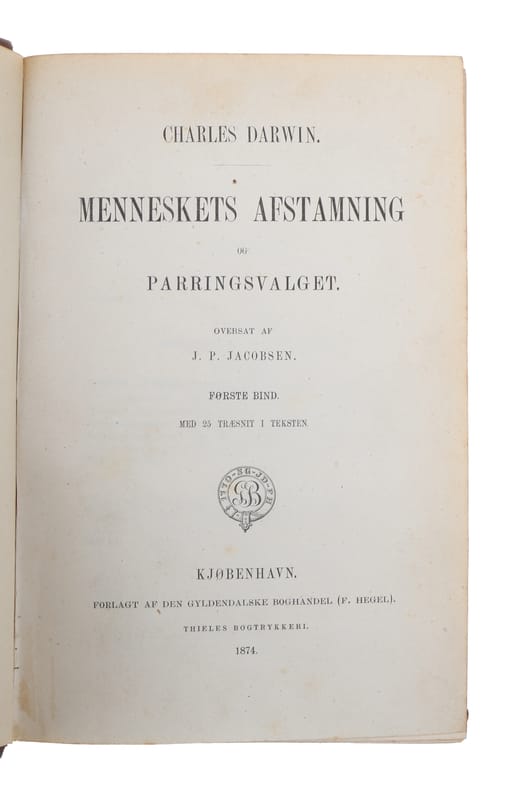 CHARLES DARWIN.
MENNESKETS AFSTAMNING
OG
PARRINGSVALGET.
OVERSAT AF
J. P. JACOBSEN.
FØRSTE BIND.
MED 25 TRÆSNIT I TEKSTEN.
KJØBENHAVN.
FORLAGT AF DEN GYLDENDALSKE BOGHANDEL (F. HEGEL).
THIELES BOGTRYKKERI.
1874.